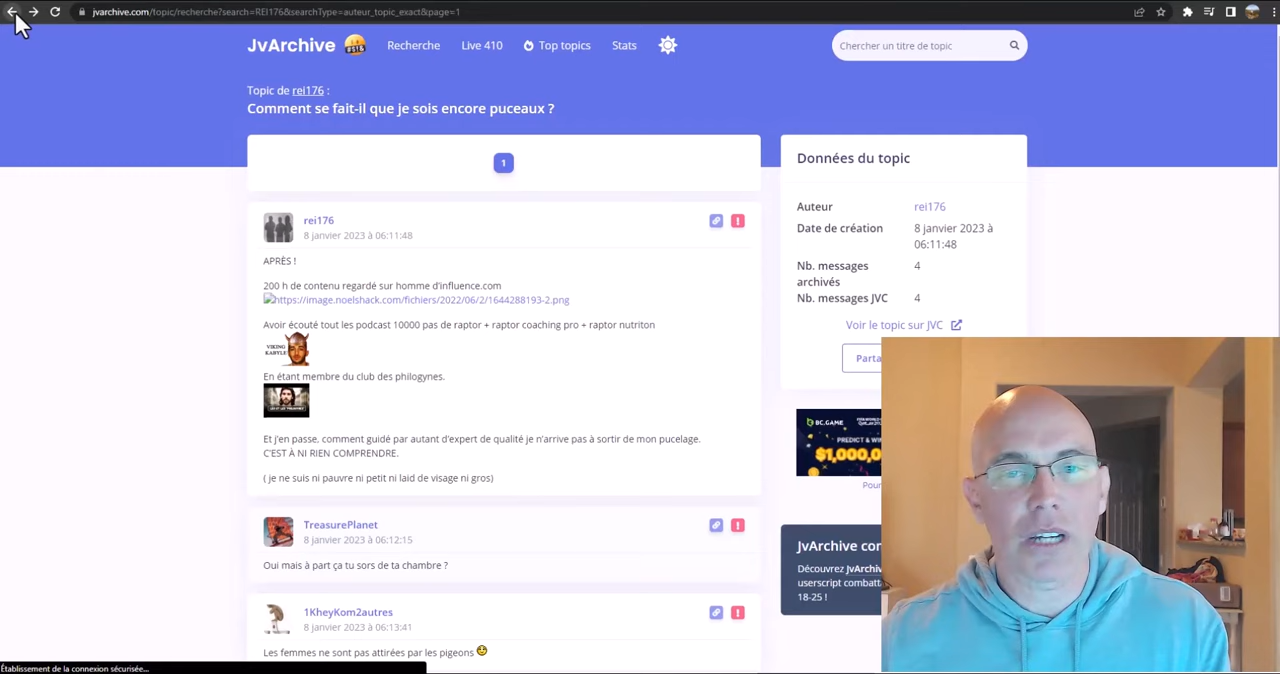 jvarchive.com/topic/recherche?search=REI176&searchType=auteur_topic_exact&page=1
JvArchive
Recherche
Live 410
Top topics
Stats
Chercher un titre de topic
Topic de rei176 :
Comment se fait-il que je sois encore puceaux ?
1
rei176
8 janvier 2023 à 06:11:48
APRÈS !
200 h de contenu regardé sur homme d’influence.com
https://image.noelshack.com/fichiers/2022/06/2/1644288193-2.png
Avoir écouté tout les podcast 10000 pas de raptor + raptor coaching pro + raptor nutriton
VIKING
KABYLE
En étant membre du club des philogynes.
Et j’en passe, comment guidé par autant d’expert de qualité je n’arrive pas à sortir de mon pucelage.
C’EST À NI RIEN COMPRENDRE.
( je ne suis ni pauvre ni petit ni laid de visage ni gros)
TreasurePlanet
8 janvier 2023 à 06:12:15
Oui mais à part ça tu sors de ta chambre ?
1KheyKom2autres
8 janvier 2023 à 06:13:41
Les femmes ne sont pas attirées par les pigeons
Données du topic
Auteur rei176
Date de création 8 janvier 2023 à
06:11:48
Nb. messages 4
archivés
Nb. messages JVC 4
Voir le topic sur JVC
Parta
BC.GAME
PREDICT & WI
$1,000,0
Pour
JvArchive con
Découvrez JvArchiv
userscript combatt
18-25 !
Établissement de la connexion sécurisée...